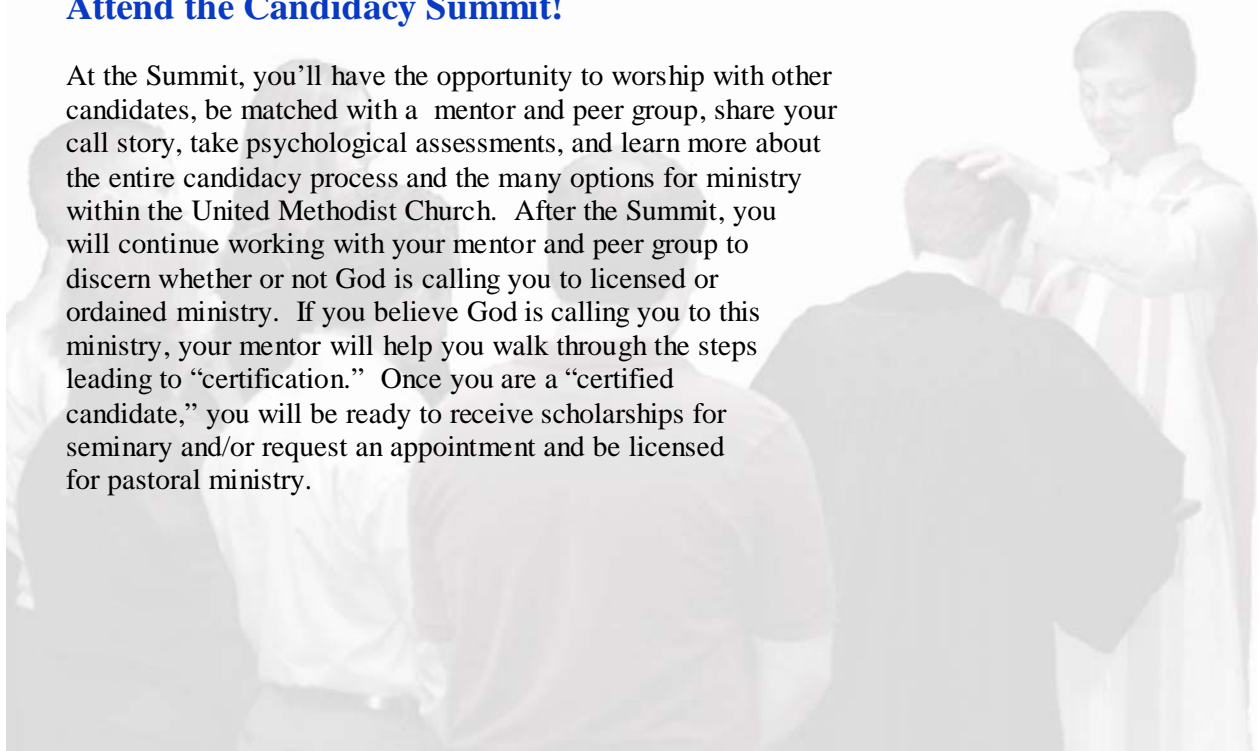 Attend the Candidacy Summit!
At the Summit, you’ll have the opportunity to worship with other
candidates, be matched with a mentor and peer group, share your
call story, take psychological assessments, and learn more about
the entire candidacy process and the many options for ministry
within the United Methodist Church. After the Summit, you
will continue working with your mentor and peer group to
discern whether or not God is calling you to licensed or
ordained ministry. If you believe God is calling you to this
ministry, your mentor will help you walk through the steps
leading to “certification.” Once you are a “certified
candidate,” you will be ready to receive scholarships for
seminary and/or request an appointment and be licensed
for pastoral ministry.